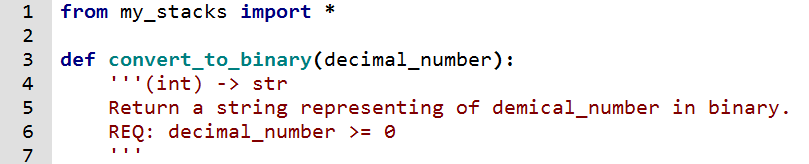 1 from my_stacks import *
2
3 def convert_to_binary(decimal_number):
4     '''(int) -> str
5     Return a string representing of demical_number in binary.
6     REQ: decimal_number >= 0
7     '''